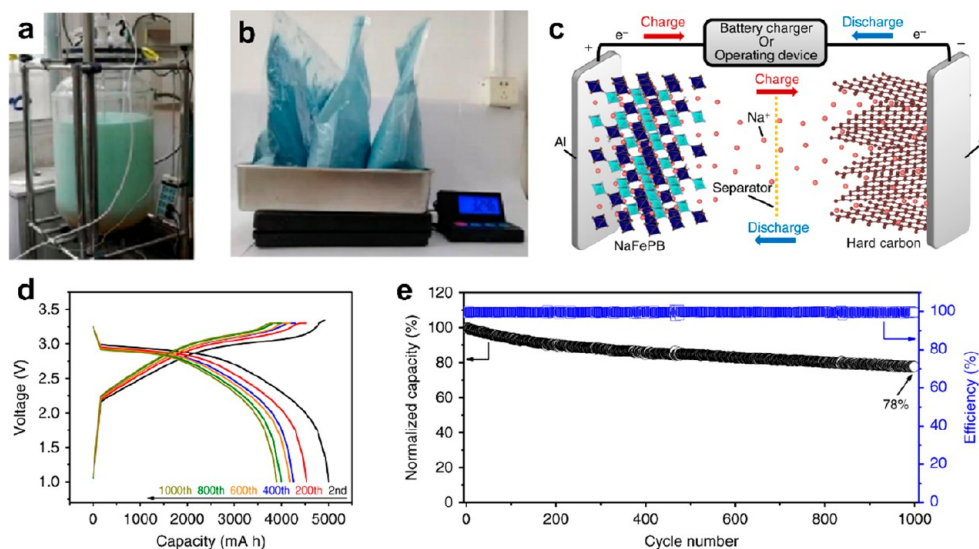 a
b
c
Charge
Discharge
+
e⁻
Battery charger
Or
Operating device
e⁻
−
Charge
Na⁺
Al
Separator
Discharge
NaFePB
Hard carbon
d
3.5
3.0
2.5
2.0
1.5
1.0
Voltage (V)
1000th 800th 600th 400th 200th 2nd
0 1000 2000 3000 4000 5000
Capacity (mA h)
e
120
100
80
60
40
20
0
Normalized capacity (%)
78%
100
80
60
40
20
0
Efficiency (%)
0 200 400 600 800 1000
Cycle number